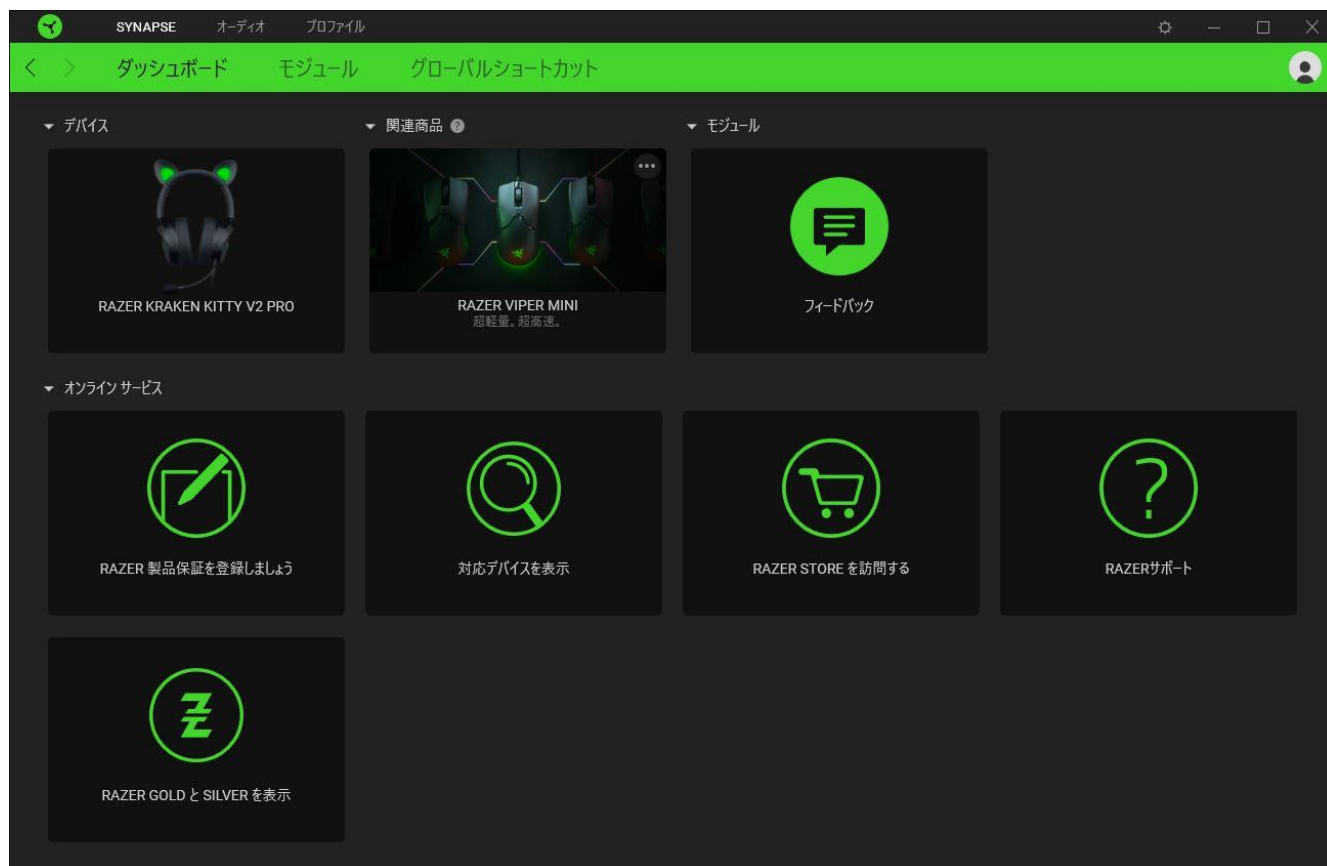 SYNAPSE オーディオ プロファイル
ダッシュボード モジュール グローバルショートカット
デバイス
関連商品 ?
モジュール
RAZER KRAKEN KITTY V2 PRO
RAZER VIPER MINI
超軽量。超高速。
フィードバック
オンライン サービス
RAZER 製品保証を登録しましょう
対応デバイスを表示
RAZER STORE を訪問する
RAZERサポート
RAZER GOLD と SILVER を表示